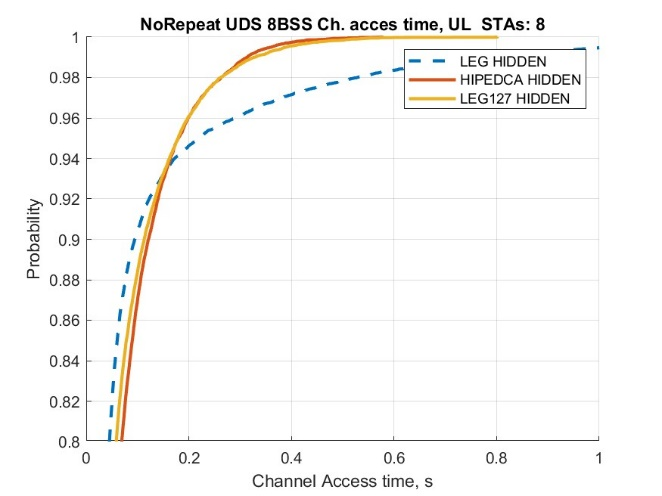 NoRepeat UDS 8BSS Ch. acces time, UL  STAs: 8
1
0.98
0.96
0.94
0.92
0.9
0.88
0.86
0.84
0.82
0.8
Probability
LEG HIDDEN
HIPEDCA HIDDEN
LEG127 HIDDEN
0 0.2 0.4 0.6 0.8 1
Channel Access time, s